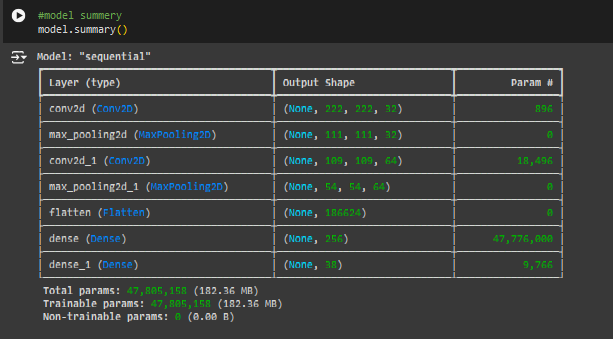 #model summery
model.summary()
Model: "sequential"
Layer (type) Output Shape Param #
conv2d (Conv2D) (None, 222, 222, 32) 896
max_pooling2d (MaxPooling2D) (None, 111, 111, 32) 0
conv2d_1 (Conv2D) (None, 109, 109, 64) 18,496
max_pooling2d_1 (MaxPooling2D) (None, 54, 54, 64) 0
flatten (Flatten) (None, 186624) 0
dense (Dense) (None, 256) 47,776,000
dense_1 (Dense) (None, 38) 9,766
Total params: 47,805,158 (182.36 MB)
Trainable params: 47,805,158 (182.36 MB)
Non-trainable params: 0 (0.00 B)